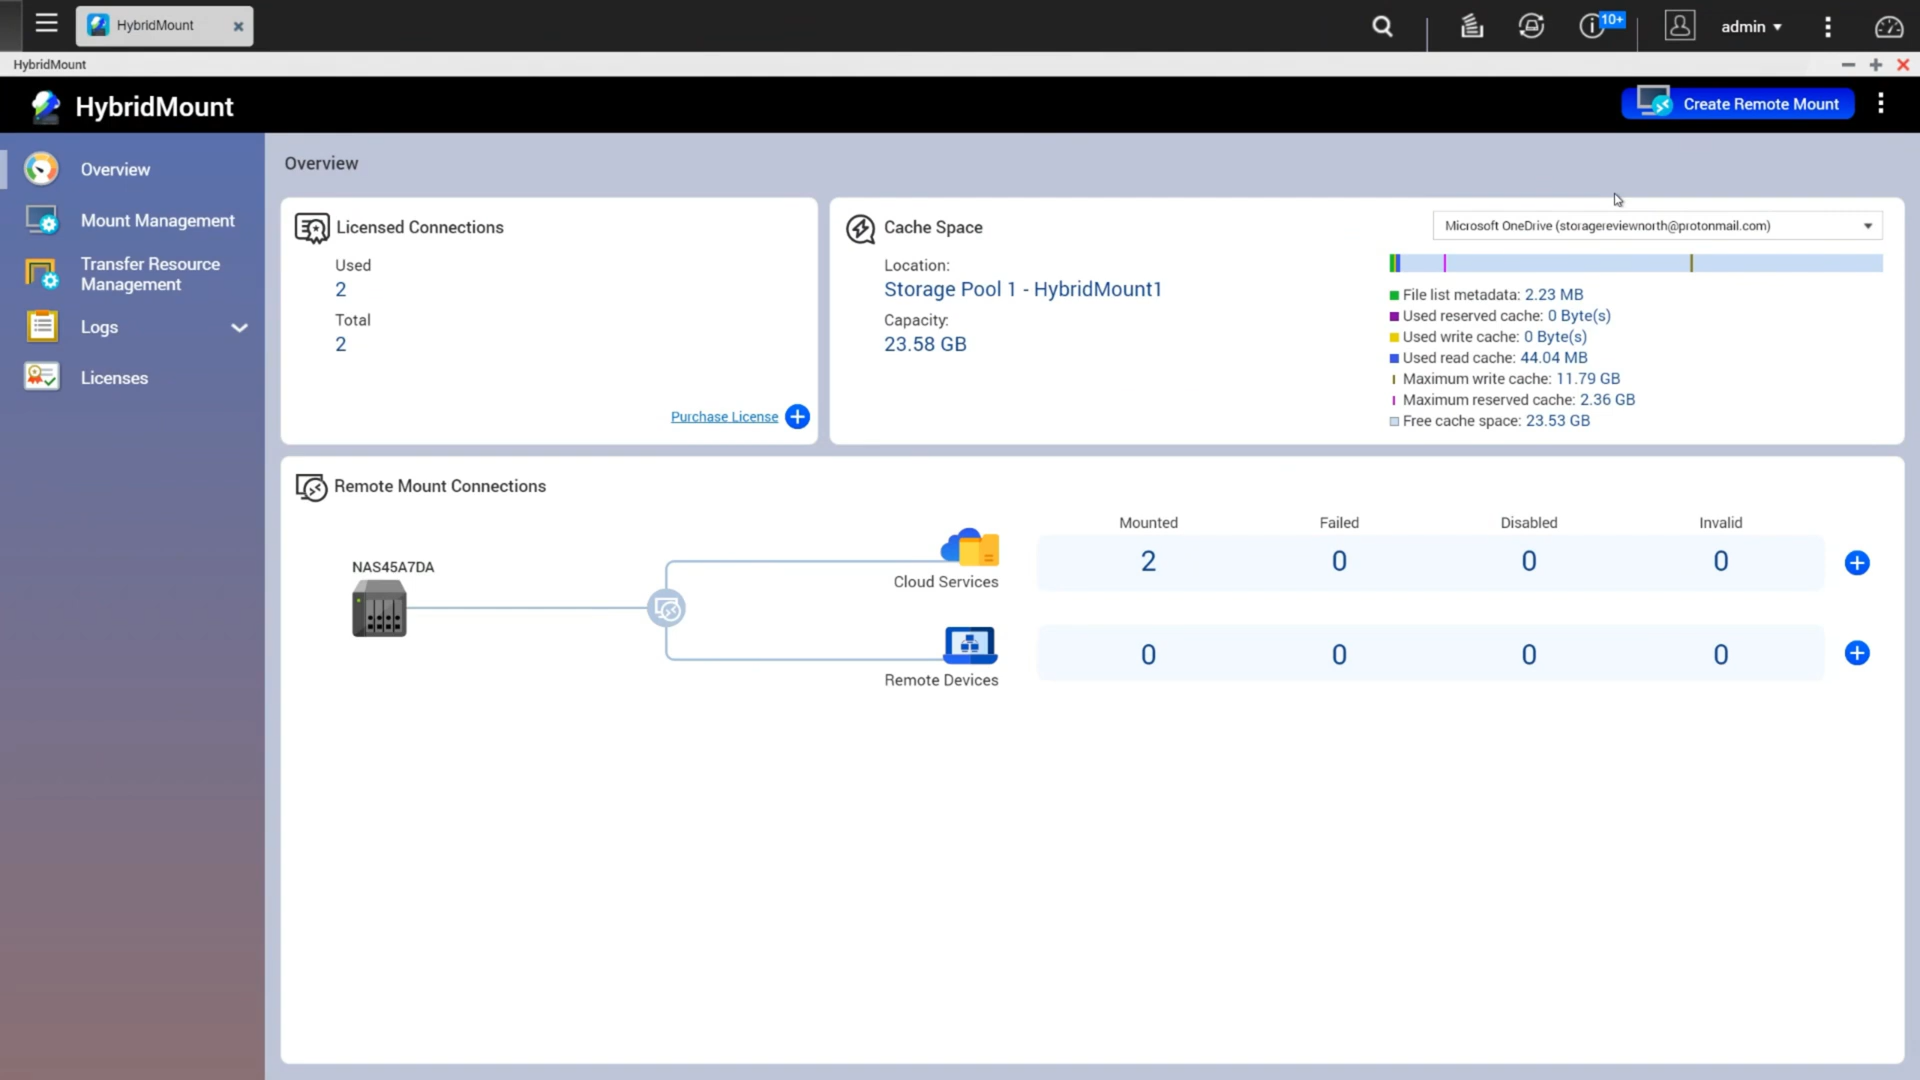 HybridMount
10+
admin
HybridMount
HybridMount
Create Remote Mount
Overview
Mount Management
Transfer Resource
Management
Logs
Licenses
Overview
Licensed Connections
Used
2
Total
2
Purchase License
Cache Space
Location:
Storage Pool 1 - HybridMount1
Capacity:
23.58 GB
Microsoft OneDrive (storagereviewnorth@protonmail.com)
File list metadata: 2.23 MB
Used reserved cache: 0 Byte(s)
Used write cache: 0 Byte(s)
Used read cache: 44.04 MB
Maximum write cache: 11.79 GB
Maximum reserved cache: 2.36 GB
Free cache space: 23.53 GB
Remote Mount Connections
NAS45A7DA
Mounted Failed Disabled Invalid
Cloud Services 2 0 0 0
Remote Devices 0 0 0 0